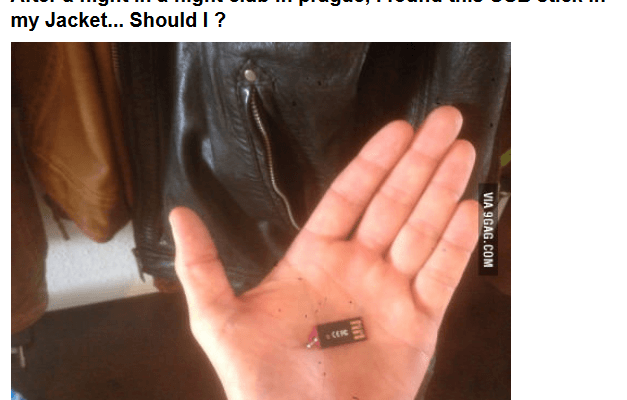 After a night in a night club in prague, I found this USB stick in
my Jacket... Should I ?
VIA 9GAG.COM